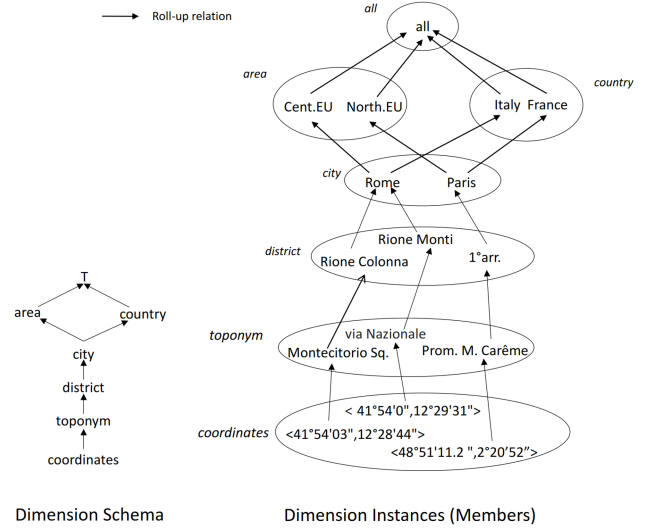 Roll-up relation
all
all
area
country
Cent.EU North.EU Italy France
city
Rome Paris
district
Rione Monti
Rione Colonna
1°arr.
T
area country
city
district
toponym
coordinates
toponym
via Nazionale
Montecitorio Sq.
Prom. M. Carême
coordinates
< 41°54'0",12°29'31">
<41°54'03",12°28'44">
<48°51'11.2 ",2°20’52”>
Dimension Schema
Dimension Instances (Members)